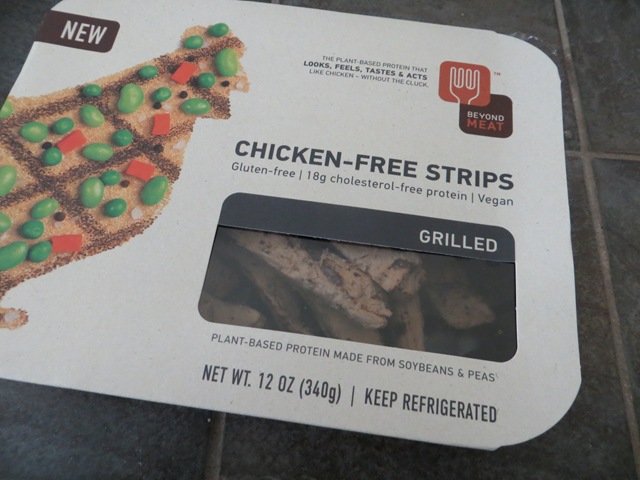 NEW
THE PLANT-BASED PROTEIN THAT
LOOKS, FEELS, TASTES & ACTS
LIKE CHICKEN - WITHOUT THE CLUCK.
TM
BEYOND
MEAT
CHICKEN-FREE STRIPS
Gluten-free | 18g cholesterol-free protein | Vegan
GRILLED
PLANT-BASED PROTEIN MADE FROM SOYBEANS & PEAS
NET WT. 12 OZ (340g) | KEEP REFRIGERATED